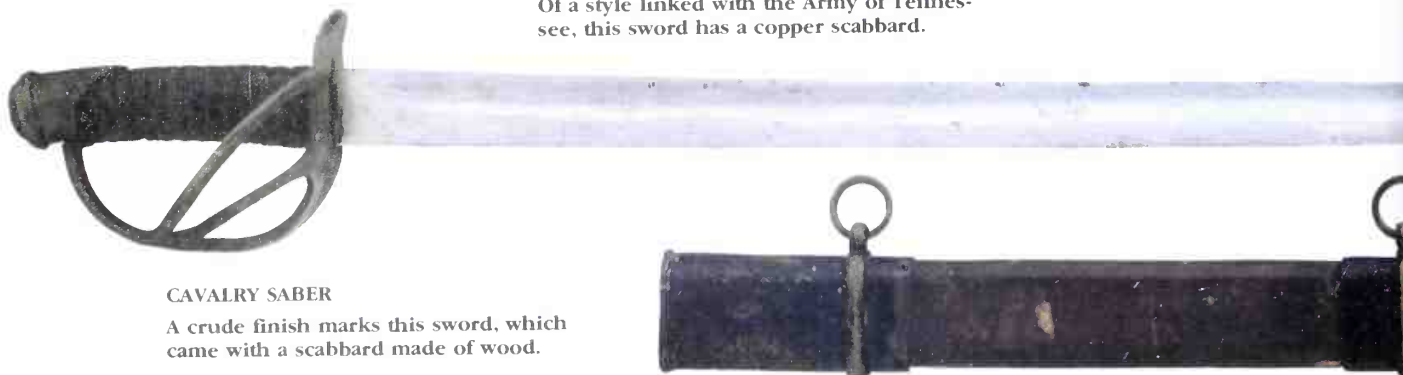 Of a style linked with the Army of Tennes-
see, this sword has a copper scabbard.
CAVALRY SABER
A crude finish marks this sword, which
came with a scabbard made of wood.